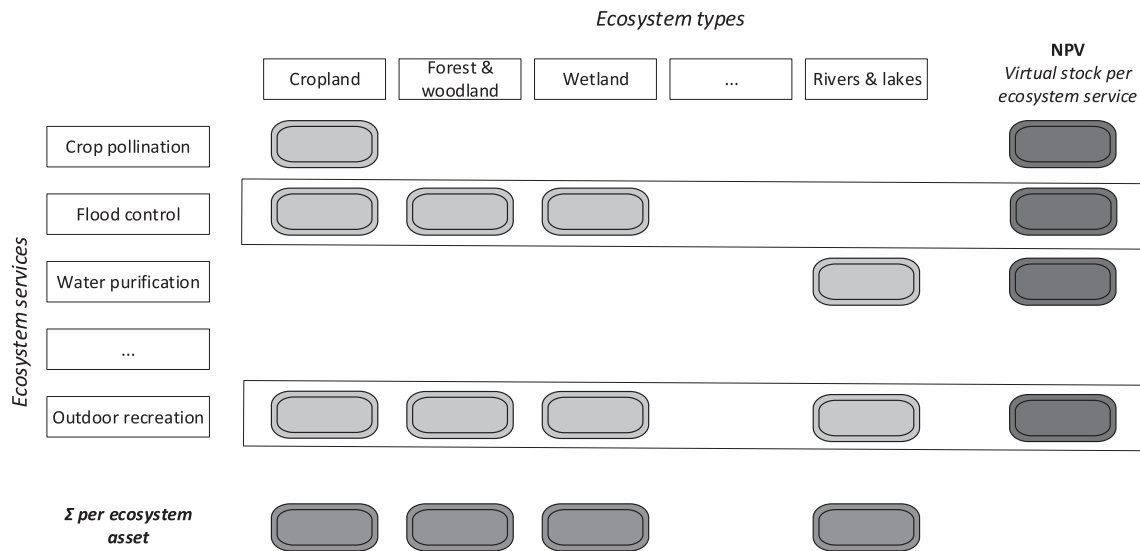 Ecosystem types
NPV
Virtual stock per
ecosystem service
Cropland
Forest &
woodland
Wetland
...
Rivers & lakes
Ecosystem services
Crop pollination
Flood control
Water purification
...
Outdoor recreation
Σ per ecosystem
asset